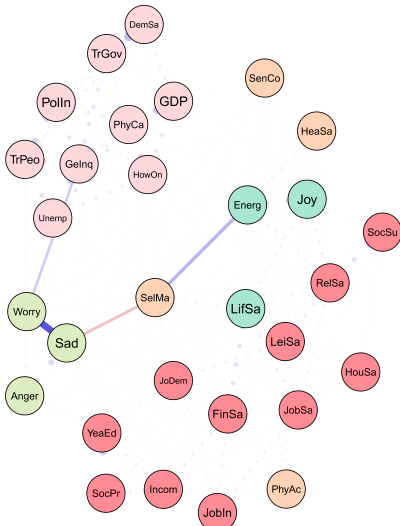 DemSa
TrGov
SenCo
PolIn
GDP
PhyCa
HeaSa
TrPeo
GeInq
HowOn
Energ
Joy
Unemp
SocSu
RelSa
SelMa
LifSa
Worry
Sad
LeiSa
HouSa
JoDem
Anger
FinSa
JobSa
YeaEd
SocPr
Incom
PhyAc
JobIn